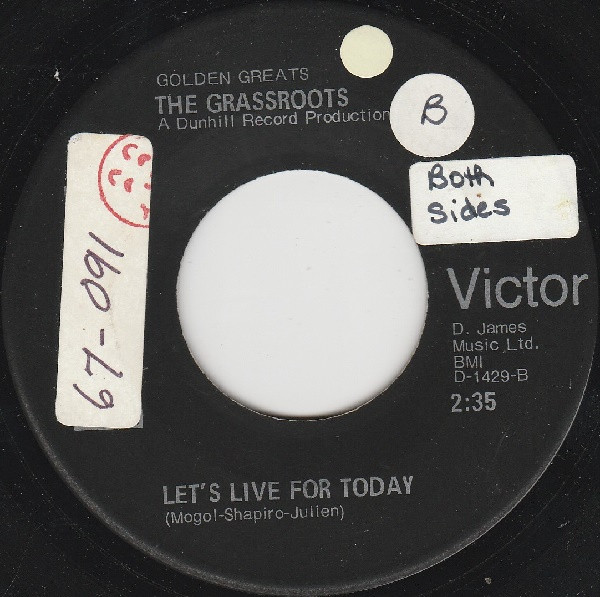 GOLDEN GREATS
THE GRASSROOTS
A Dunhill Record Production
B
Both
sides
67-091
Victor
D. James
Music, Ltd.
BMI
D-1429-B
2:35
LET'S LIVE FOR TODAY
(Mogol-Shapiro-Julien)